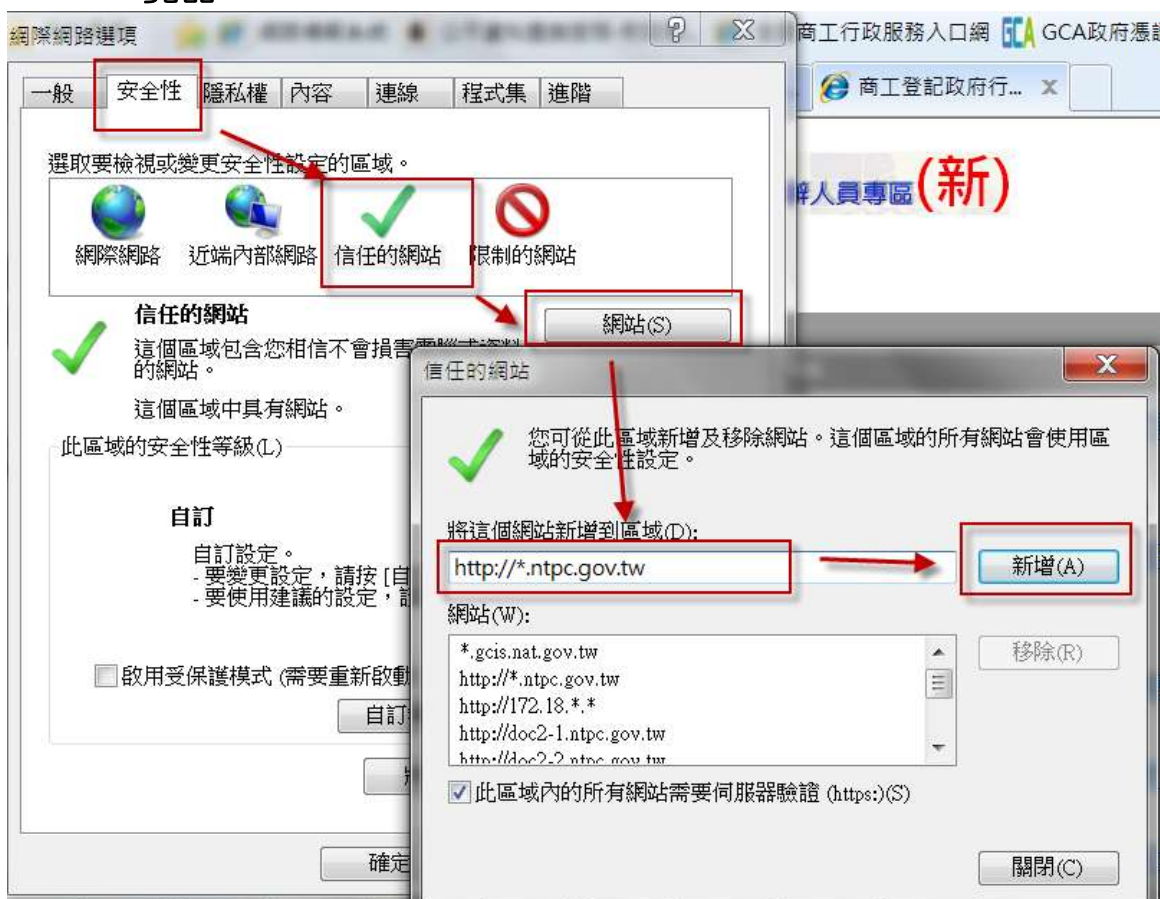 網際網路選項
商工行政服務入口網 GCA政府憑
一般 安全性 隱私權 內容 連線 程式集 進階
商工登記政府行...
選取要檢視或變更安全性設定的區域。
人員專區(新)
網際網路 近端內部網路 信任的網站 限制的網站
信任的網站
網站(S)
這個區域包含您相信不會損害電腦或資料
的網站。
這個區域中具有網站。
此區域的安全性等級(L)
自訂
自訂設定。
- 要變更設定,請按 [自
- 要使用建議的設定,
啟用受保護模式 (需要重新啟動
自訂
確定
信任的網站
您可從此區域新增及移除網站。這個區域的所有網站會使用區
域的安全性設定。
將這個網站新增到區域(D):
http://*.ntpc.gov.tw
新增(A)
網站(W):
*.gcis.nat.gov.tw
http://*.ntpc.gov.tw
http://172.18.*.*
http://doc2-1.ntpc.gov.tw
http://doc2-2.ntpc.gov.tw
移除(R)
此區域內的所有網站需要伺服器驗證 (https:)(S)
關閉(C)